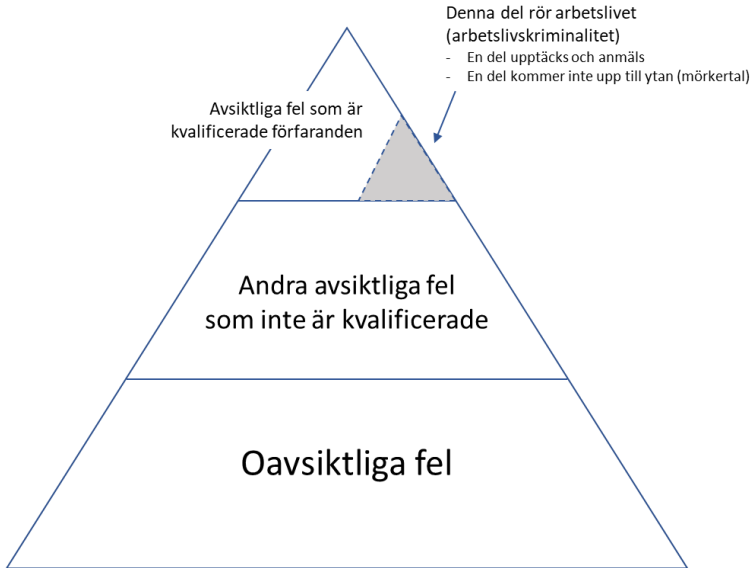 Denna del rör arbetslivet
(arbetslivskriminalitet)
- En del upptäcks och anmäls
- En del kommer inte upp till ytan (mörkertal)
Avsiktliga fel som är
kvalificerade förfaranden
Andra avsiktliga fel
som inte är kvalificerade
Oavsiktliga fel